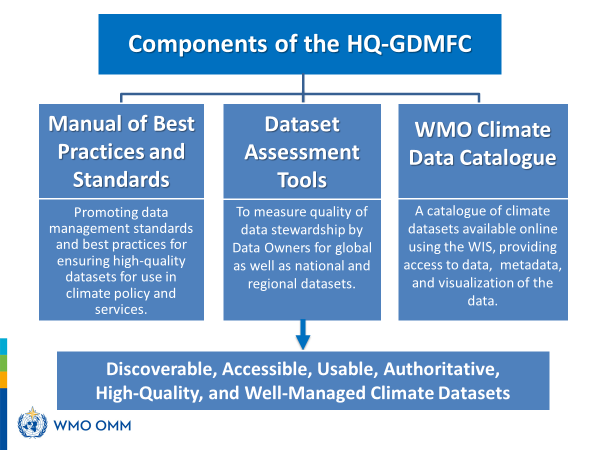 Components of the HQ-GDMFC
Manual of Best
Practices and
Standards
Promoting data
management standards
and best practices for
ensuring high-quality
datasets for use in
climate policy and
services.
Dataset
Assessment
Tools
To measure quality of
data stewardship by
Data Owners for global
as well as national and
regional datasets.
WMO Climate
Data Catalogue
A catalogue of climate
datasets available online
using the WIS, providing
access to data, metadata,
and visualization of the
data.
Discoverable, Accessible, Usable, Authoritative,
High-Quality, and Well-Managed Climate Datasets
WMO OMM